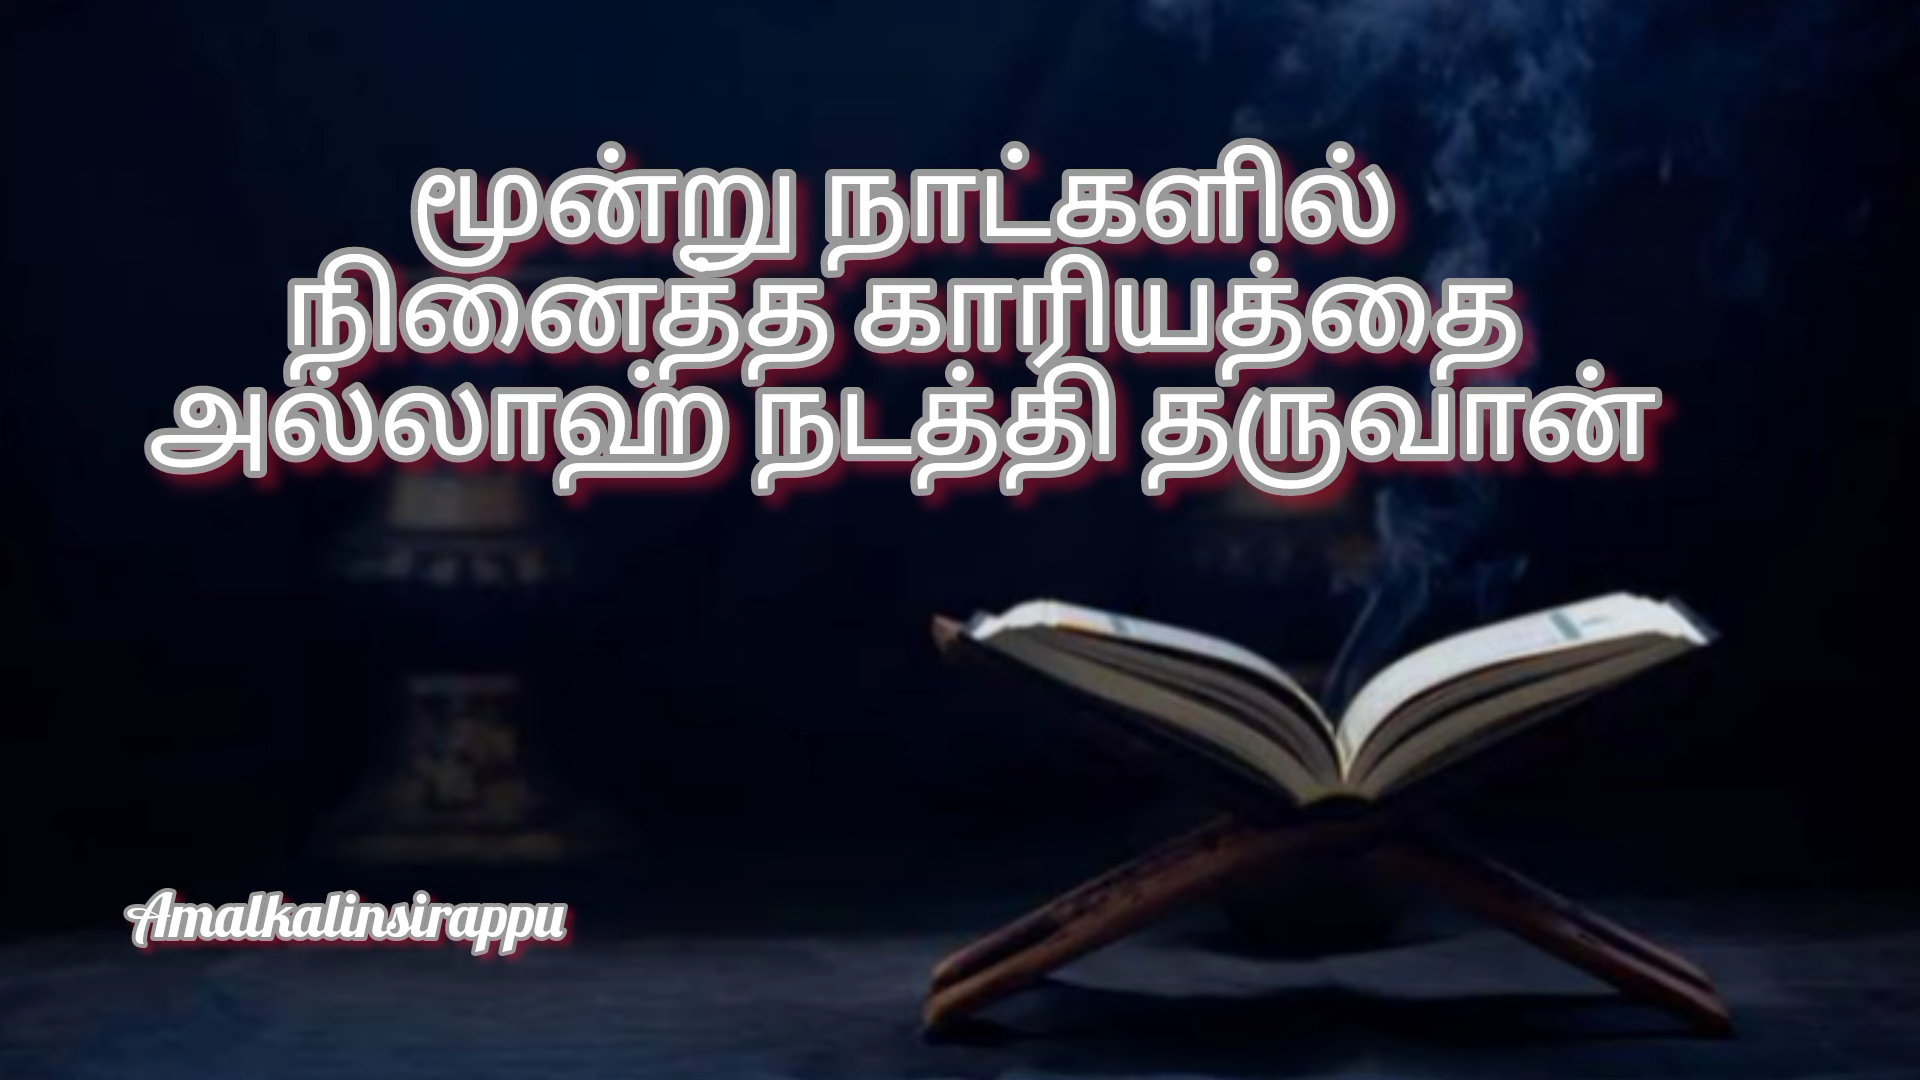 மூன்று நாட்களில்
நினைத்த காரியத்தை
அல்லாஹ் நடத்தி தருவான்
Amalkalinsirappu